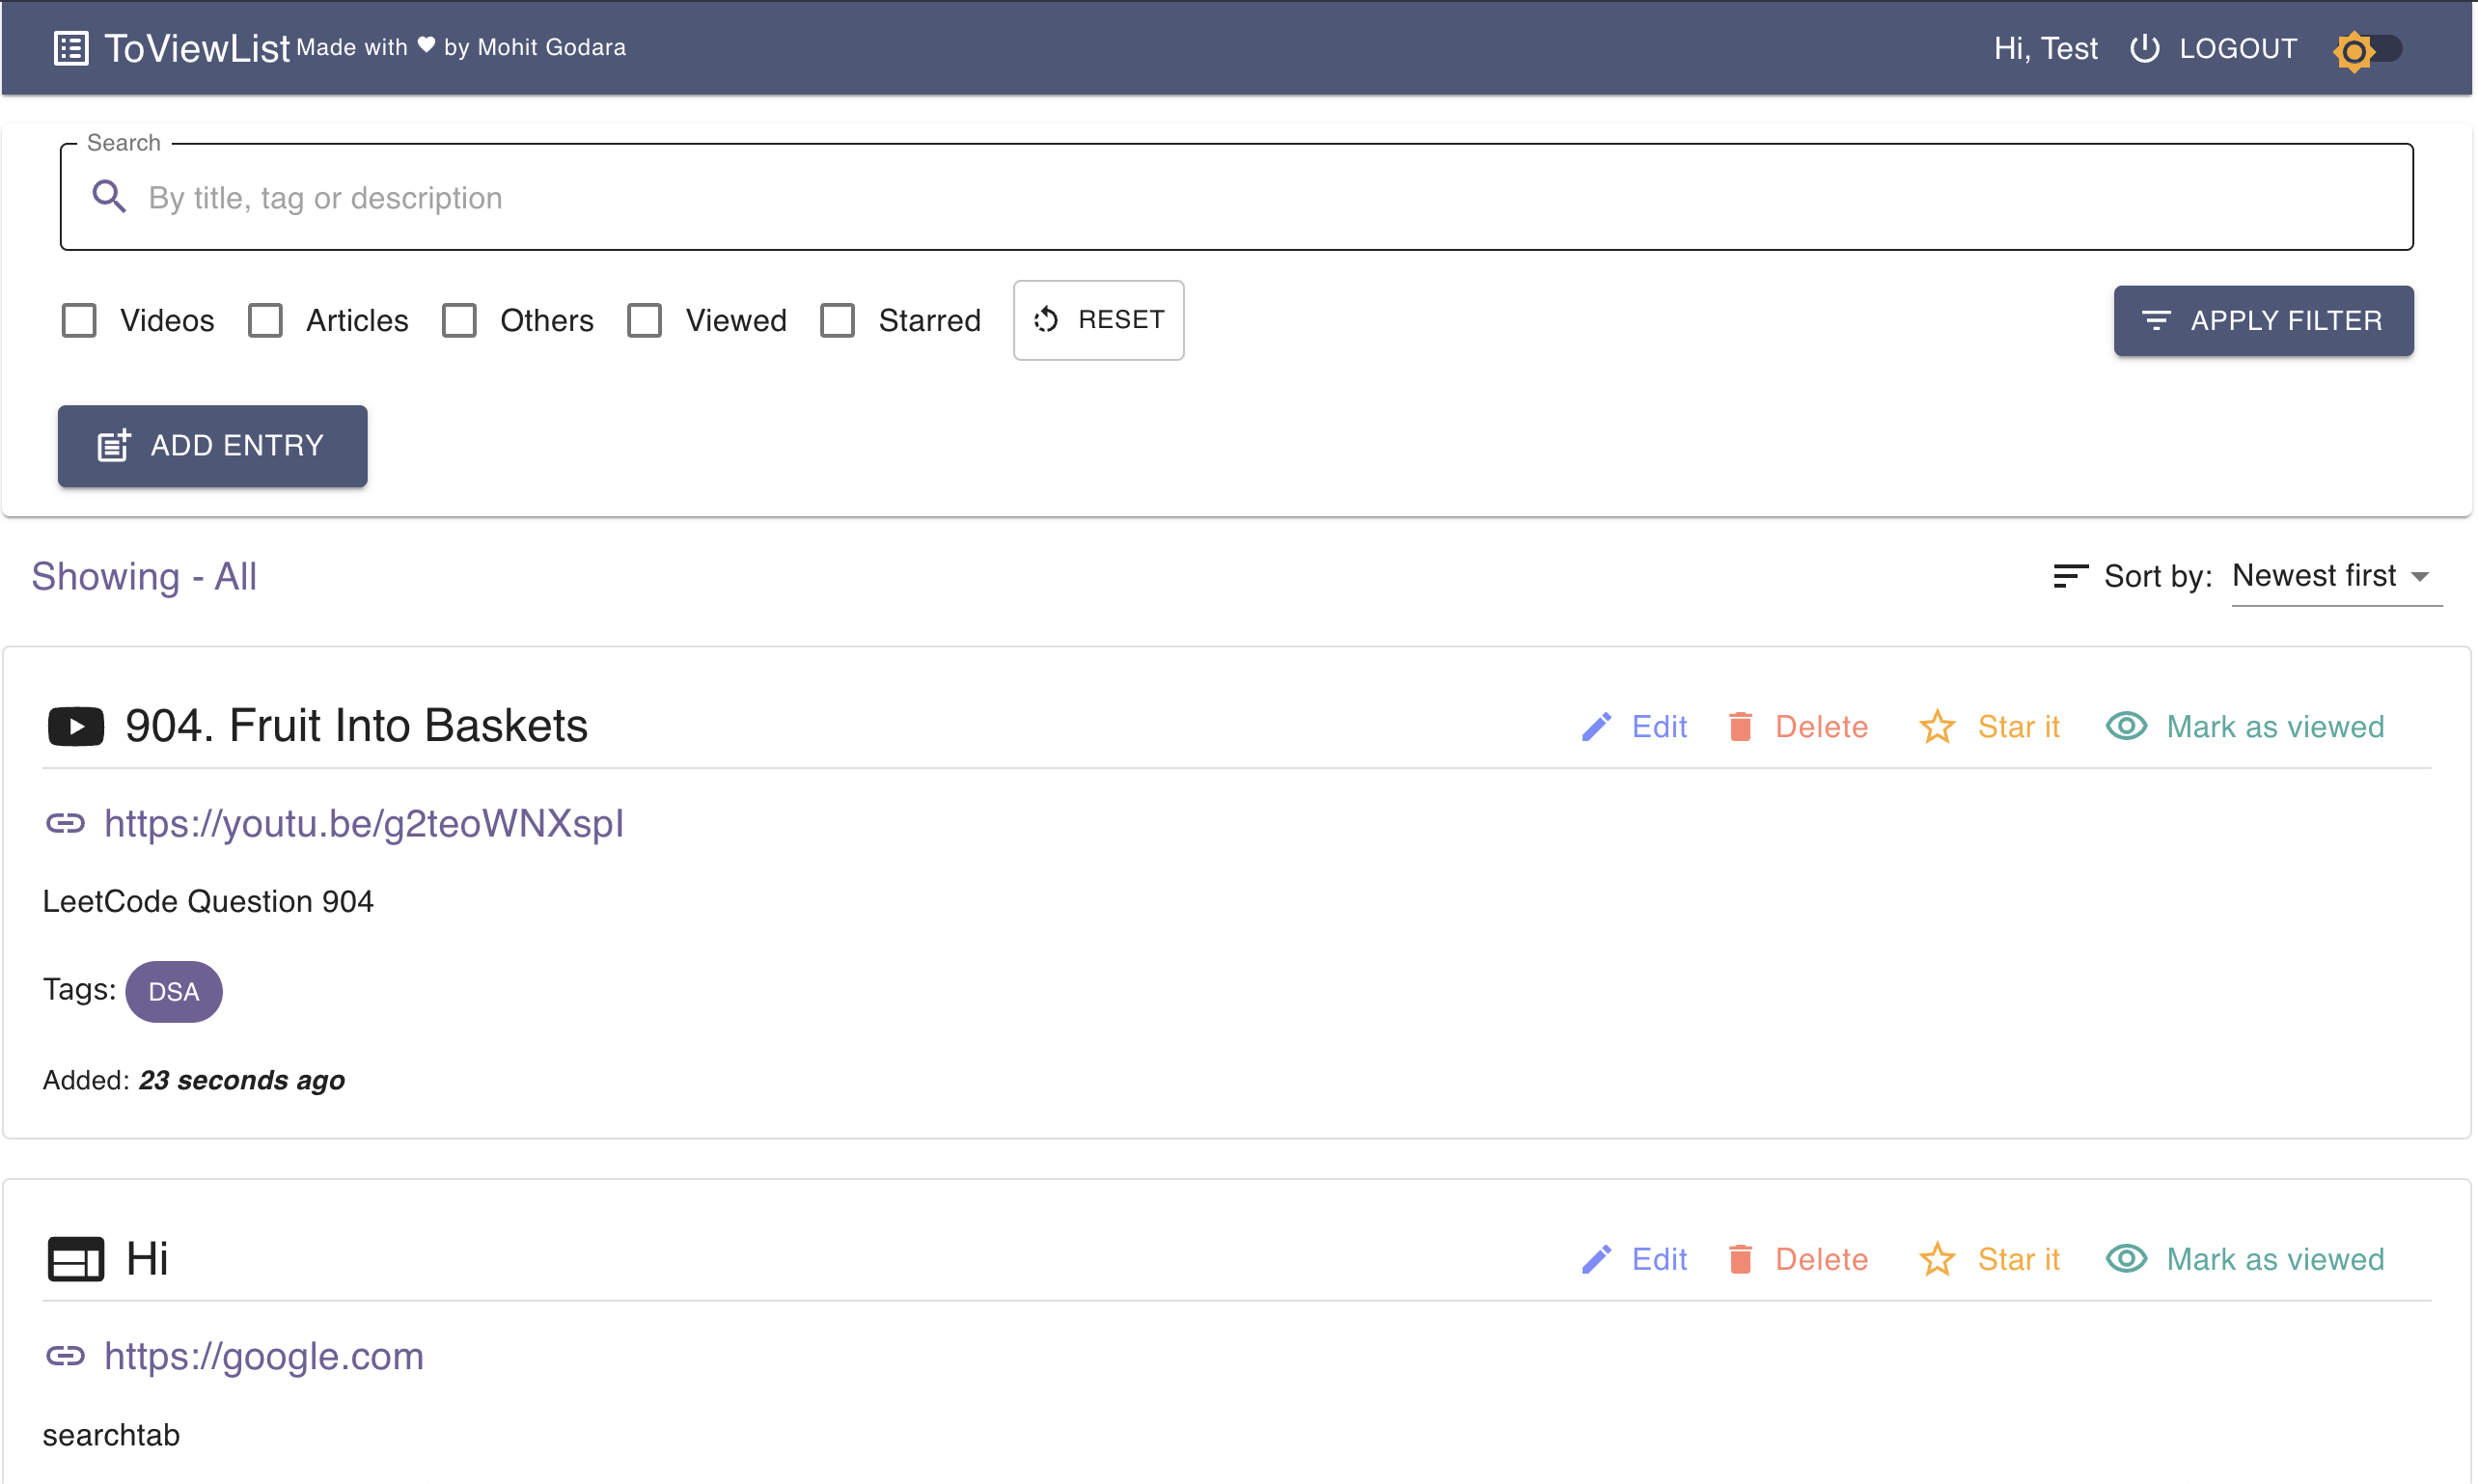 ToViewList Made with ♥ by Mohit Godara Hi, Test LOGOUT
Search
By title, tag or description
Videos Articles Others Viewed Starred RESET APPLY FILTER
ADD ENTRY
Showing - All Sort by: Newest first
904. Fruit Into Baskets Edit Delete Star it Mark as viewed
https://youtu.be/g2teoWNXspI
LeetCode Question 904
Tags: DSA
Added: 23 seconds ago
Hi Edit Delete Star it Mark as viewed
https://google.com
searchtab